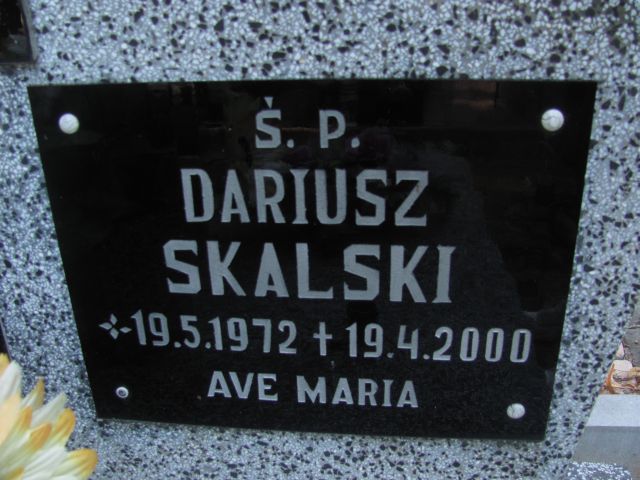 Ś. P.
DARIUSZ
SKALSKI
19.5.1972 † 19.4.2000
AVE MARIA